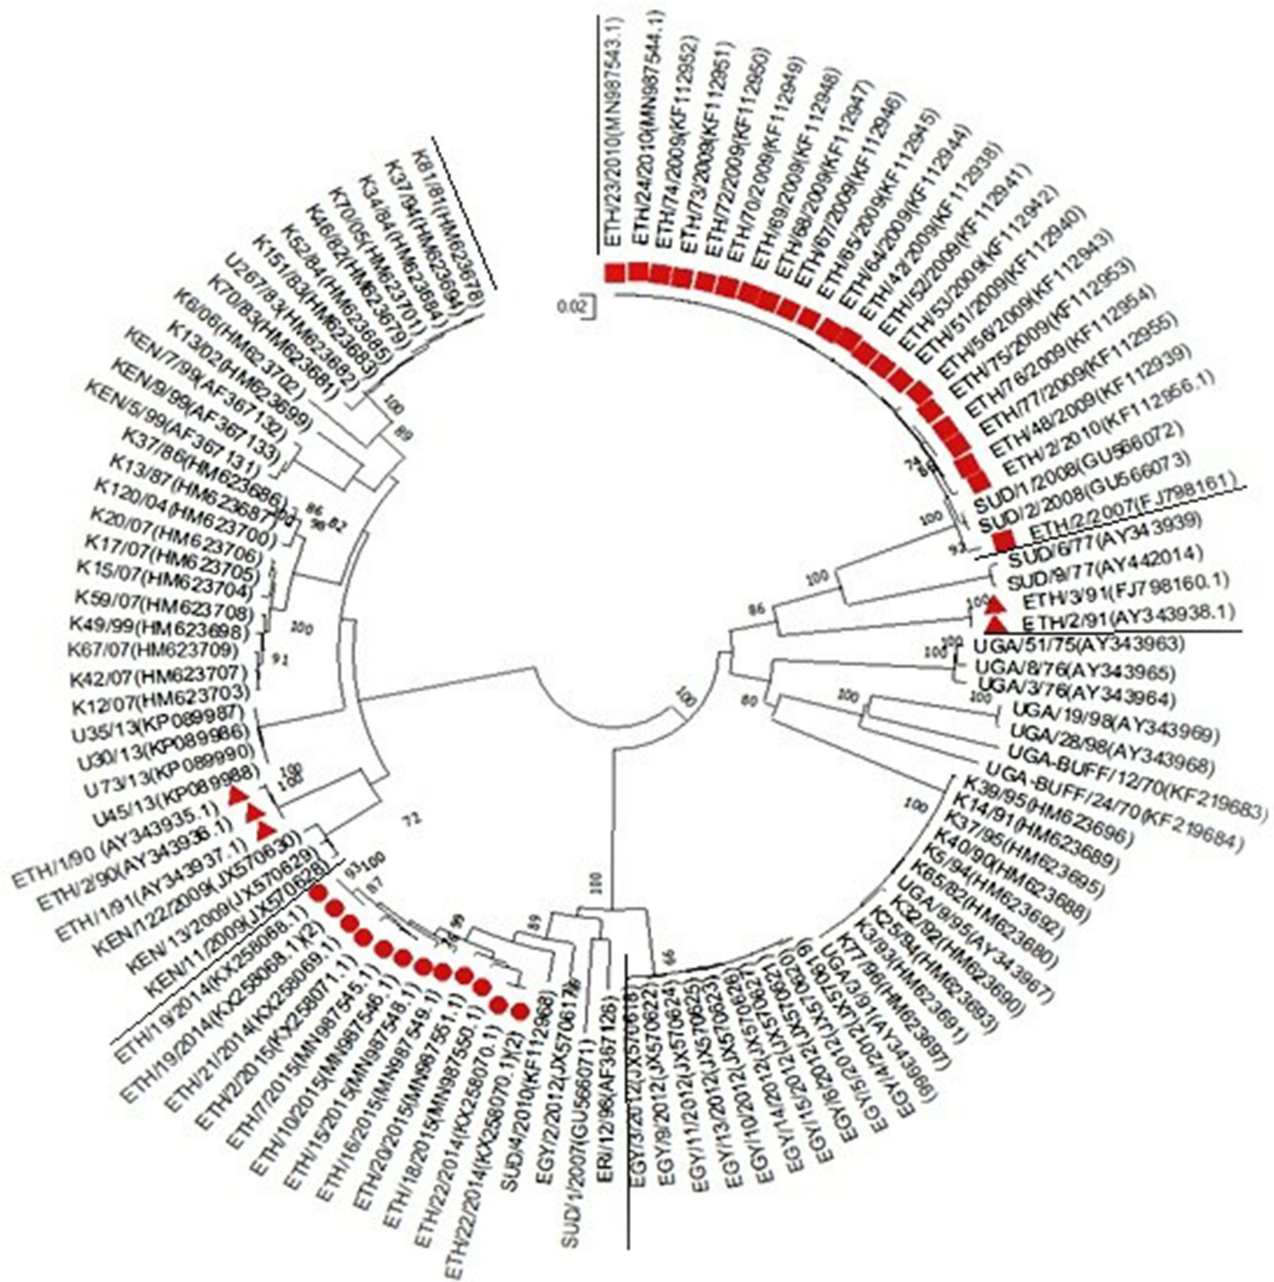 ETH/23/2010(MN987543.1)
ETH/24/2010(MN987544.1)
ETH/74/2009(KF112952)
ETH/73/2009(KF112951)
ETH/72/2009(KF112950)
ETH/70/2009(KF112949)
ETH/69/2009(KF112948)
ETH/68/2009(KF112947)
ETH/67/2009(KF112946)
ETH/65/2009(KF112945)
ETH/64/2009(KF112944)
ETH/42/2009(KF112938)
ETH/52/2009(KF112941)
ETH/53/2009(KF112942)
ETH/51/2009(KF112940)
ETH/56/2009(KF112943)
ETH/75/2009(KF112953)
ETH/76/2009(KF112954)
ETH/77/2009(KF112955)
ETH/48/2009(KF112939)
ETH/2/2010(KF112956.1)
SUD/1/2008(GU566072)
SUD/2/2008(GU566073)
ETH/2/2007(FJ798161)
SUD/6/77(AY343939)
SUD/9/77(AY442014)
ETH/3/91(FJ798160.1)
ETH/2/91(AY343938.1)
UGA/51/75(AY343963)
UGA/8/76(AY343965)
UGA/3/76(AY343964)
UGA/19/98(AY343969)
UGA/28/98(AY343968)
UGA-BUFF/12/70(KF219683)
UGA-BUFF/24/70(KF219684)
K39/95(HM623696)
K14/91(HM623689)
K37/95(HM623695)
K40/90(HM623688)
K5/94(HM623692)
K65/82(HM623680)
UGA/9/95(AY343967)
K32/92(HM623690)
K25/94(HM623693)
K3/93(HM623691)
K77/96(HM623697)
UGA/3/91(AY343966)
EGY/4/2012(JX570619)
EGY/5/2012(JX570620)
EGY/6/2012(JX570621)
EGY/15/2012(JX570627)
EGY/14/2012(JX570626)
EGY/10/2012(JX570623)
EGY/13/2012(JX570625)
EGY/11/2012(JX570624)
EGY/9/2012(JX570622)
EGY/3/2012(JX570618)
ERI/12/98(AF367126)
SUD/1/2007(GU566071)
EGY/2/2012(JX570617)
SUD/4/2010(KF112968)
ETH/22/2014(KX258070.1)(2)
ETH/22/2014(KX258070.1)
ETH/18/2015(MN987550.1)
ETH/20/2015(MN987551.1)
ETH/16/2015(MN987549.1)
ETH/15/2015(MN987548.1)
ETH/10/2015(MN987546.1)
ETH/7/2015(MN987545.1)
ETH/2/2015(KX258071.1)
ETH/21/2014(KX258069.1)
ETH/19/2014(KX258068.1)(2)
ETH/19/2014(KX258068.1)
KEN/11/2009(JX570628)
KEN/13/2009(JX570629)
KEN/122/2009(JX570630)
ETH/1/91(AY343937.1)
ETH/2/90(AY343936.1)
ETH/1/90 (AY343935.1)
U45/13(KP089988)
U73/13(KP089990)
U30/13(KP089986)
U35/13(KP089987)
K12/07(HM623703)
K42/07(HM623707)
K67/07(HM623709)
K49/99(HM623698)
K59/07(HM623708)
K15/07(HM623704)
K17/07(HM623705)
K20/07(HM623706)
K120/04(HM623700)
K13/87(HM623687)
K37/86(HM623686)
KEN/5/99(AF367131)
KEN/9/99(AF367133)
KEN/7/99(AF367132)
K13/02(HM623699)
K6/06(HM623702)
K70/83(HM623681)
U267/83(HM623682)
K151/83(HM623683)
K52/84(HM623685)
K46/82(HM623679)
K70/05(HM623701)
K34/84(HM623684)
K37/94(HM623694)
K81/81(HM623678)
0.02
100
89
86
82
98
100
91
100
100
72
93
100
87
99
89
100
66
100
100
80
100
100
100
100
100
86
100
100
92